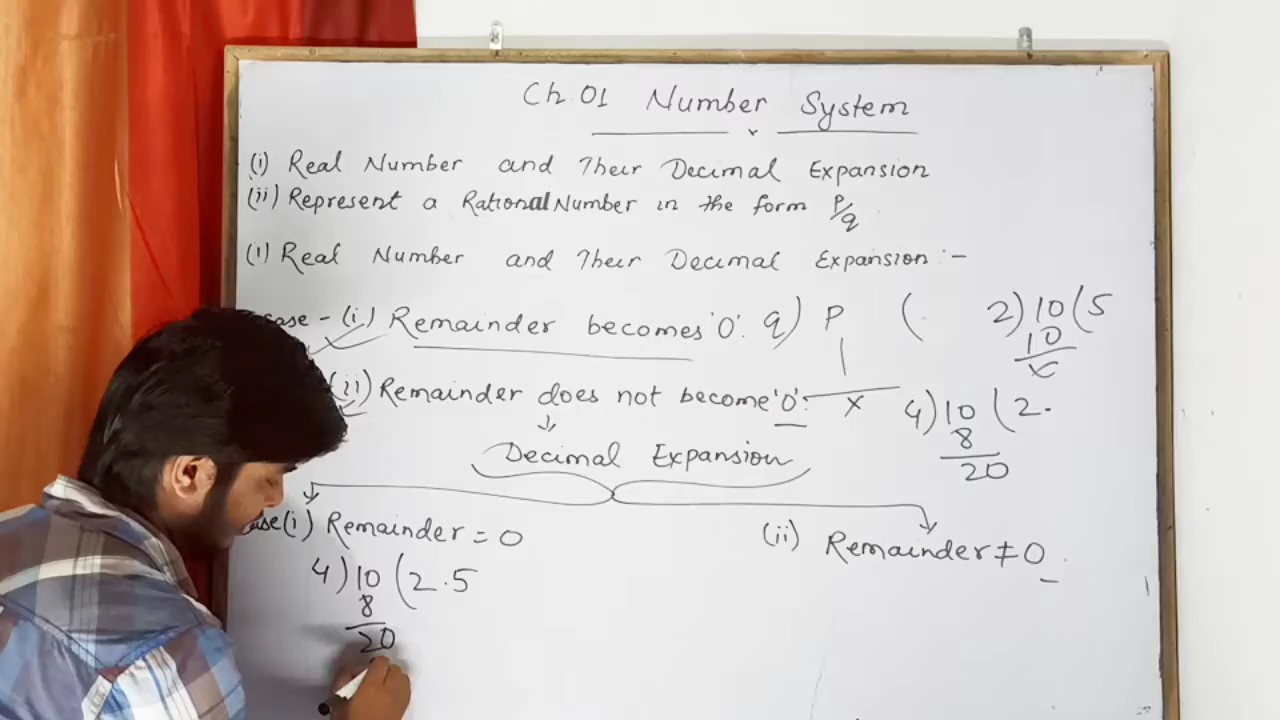 Ch. 01 Number System
(i) Real Number and Their Decimal Expansion
(ii) Represent a Rational Number in the form P/q
(i) Real Number and Their Decimal Expansion :-
case - (i) Remainder becomes '0'. q) P (
2) 10 (5
10
x
(ii) Remainder does not become '0'. x
4) 10 (2.
8
20
Decimal Expansion
case (i) Remainder = 0
(ii) Remainder ≠ 0
4) 10 (2.5
8
20